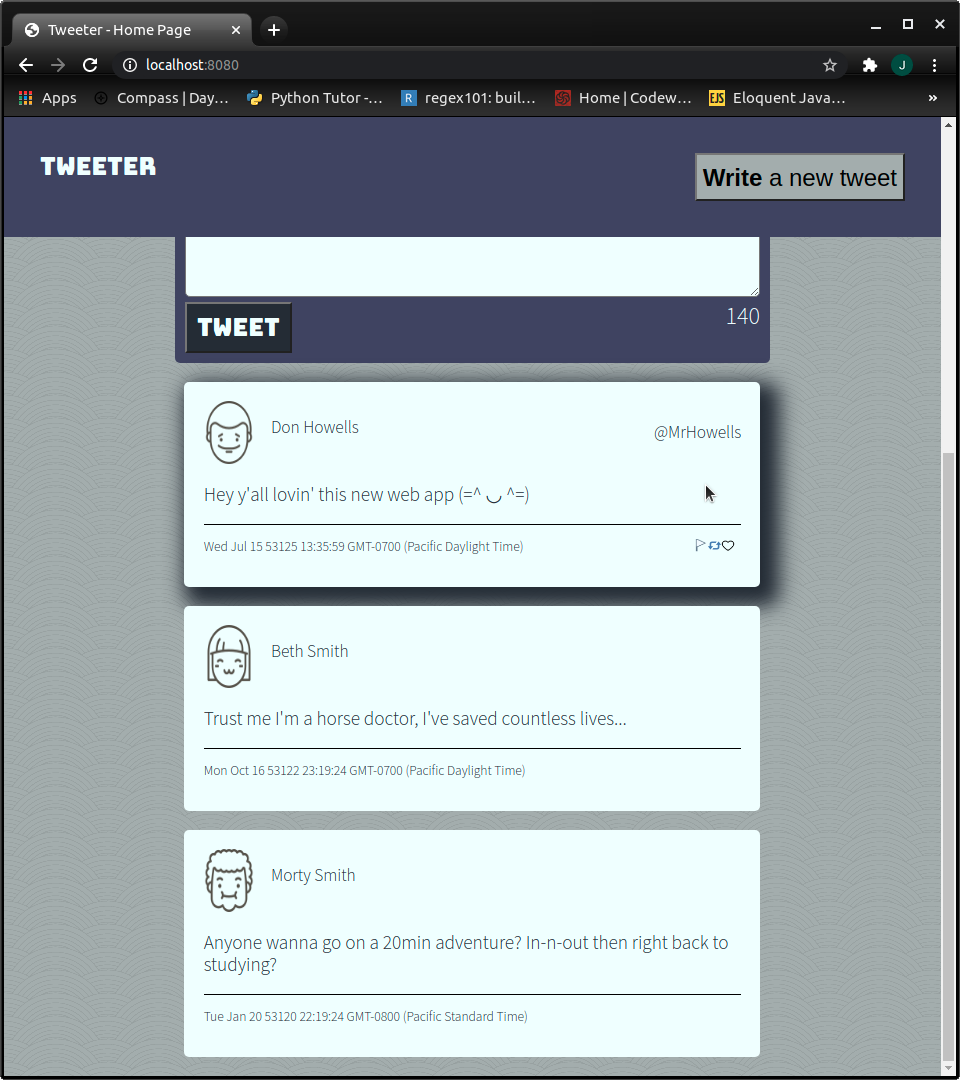 Tweeter - Home Page
localhost:8080
J
Apps Compass | Day… Python Tutor -… R regex101: buil… Home | Codew… EJS Eloquent Java… »
TWEETER
Write a new tweet
TWEET
140
Don Howells
@MrHowells
Hey y'all lovin' this new web app (=^ ◡ ^=)
Wed Jul 15 53125 13:35:59 GMT-0700 (Pacific Daylight Time)
Beth Smith
Trust me I'm a horse doctor, I've saved countless lives...
Mon Oct 16 53122 23:19:24 GMT-0700 (Pacific Daylight Time)
Morty Smith
Anyone wanna go on a 20min adventure? In-n-out then right back to
studying?
Tue Jan 20 53120 22:19:24 GMT-0800 (Pacific Standard Time)